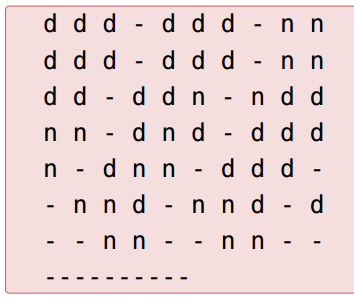 d d d - d d d - n n
d d d - d d d - n n
d d - d d n - n d d
n n - d n d - d d d
n - d n n - d d d -
- n n d - n n d - d
- - n n - - n n - -
----------